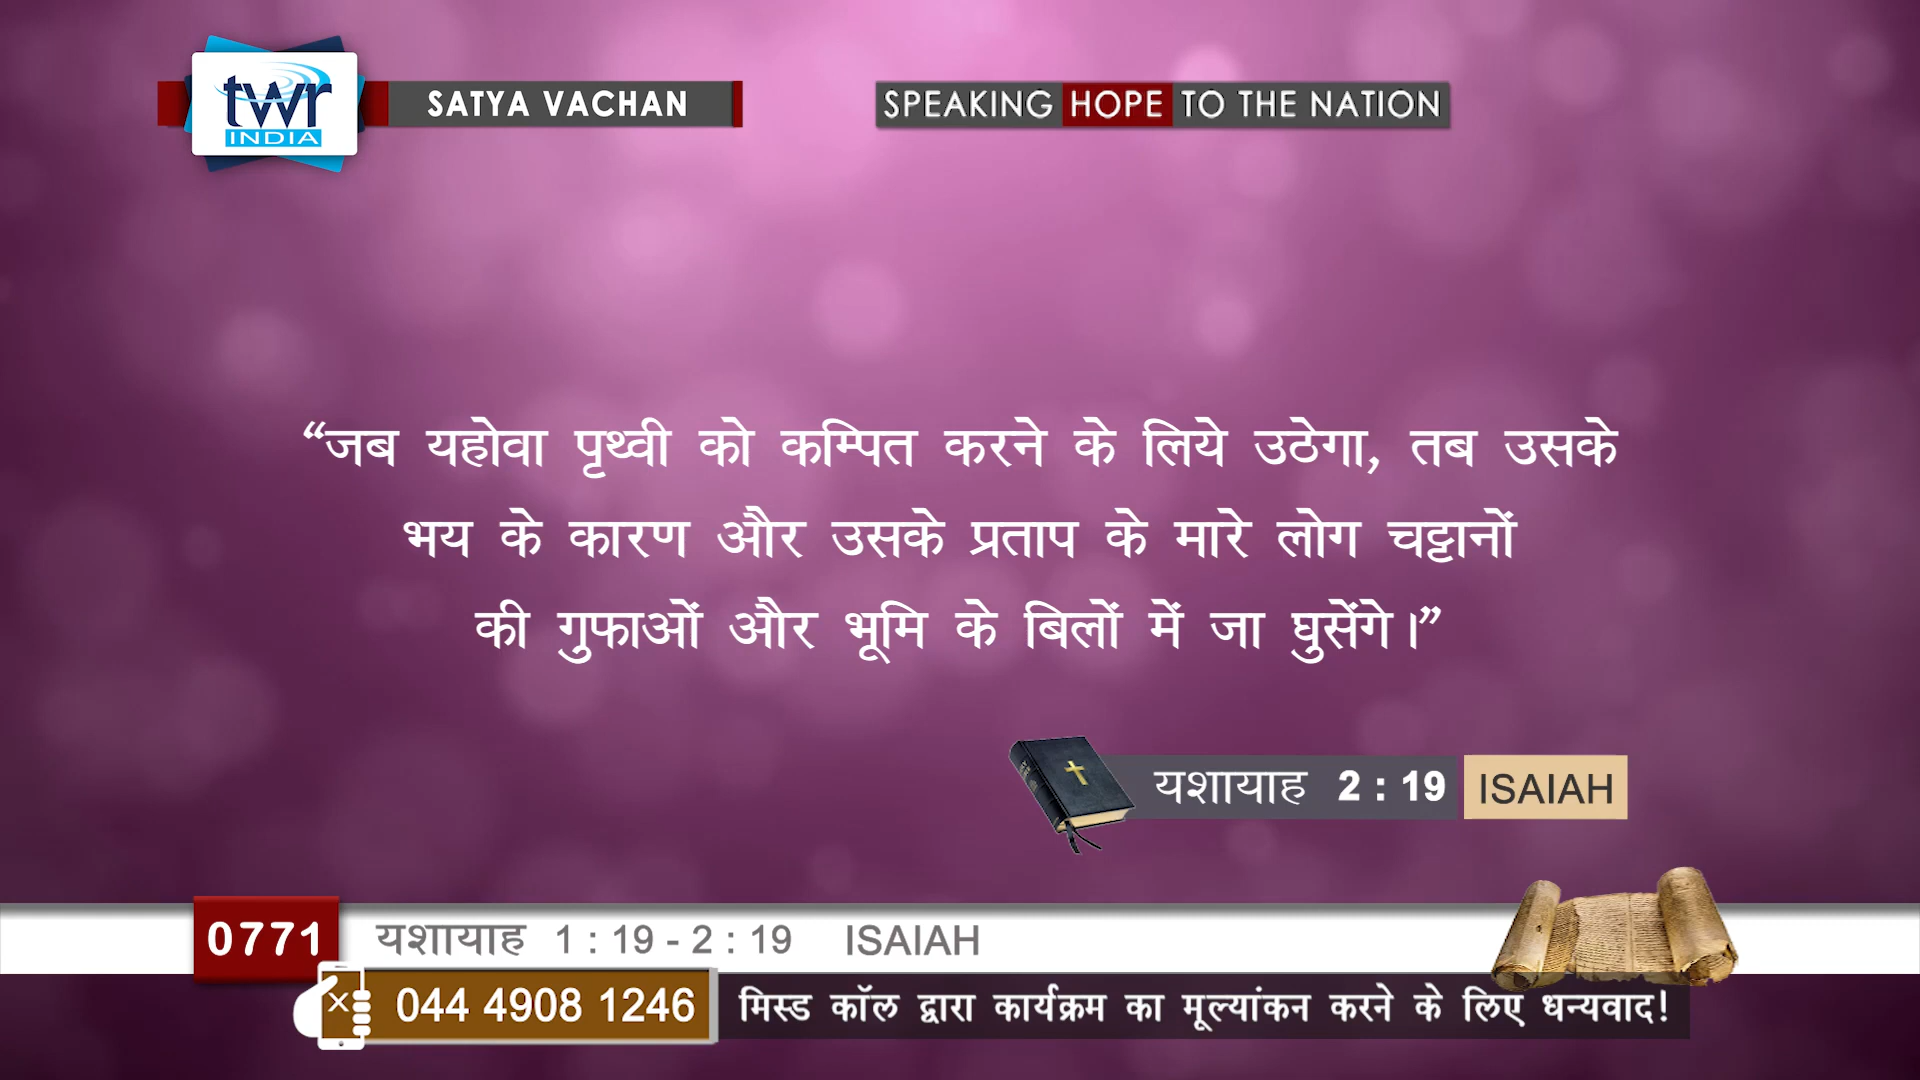 twr
INDIA
SATYA VACHAN
SPEAKING HOPE TO THE NATION
“जब यहोवा पृथ्वी को कम्पित करने के लिये उठेगा, तब उसके
भय के कारण और उसके प्रताप के मारे लोग चट्टानों
की गुफाओं और भूमि के बिलों में जा घुसेंगे।”
यशायाह 2 : 19 ISAIAH
0771 यशायाह 1 : 19 - 2 : 19 ISAIAH
044 4908 1246 मिस्ड कॉल द्वारा कार्यक्रम का मूल्यांकन करने के लिए धन्यवाद!